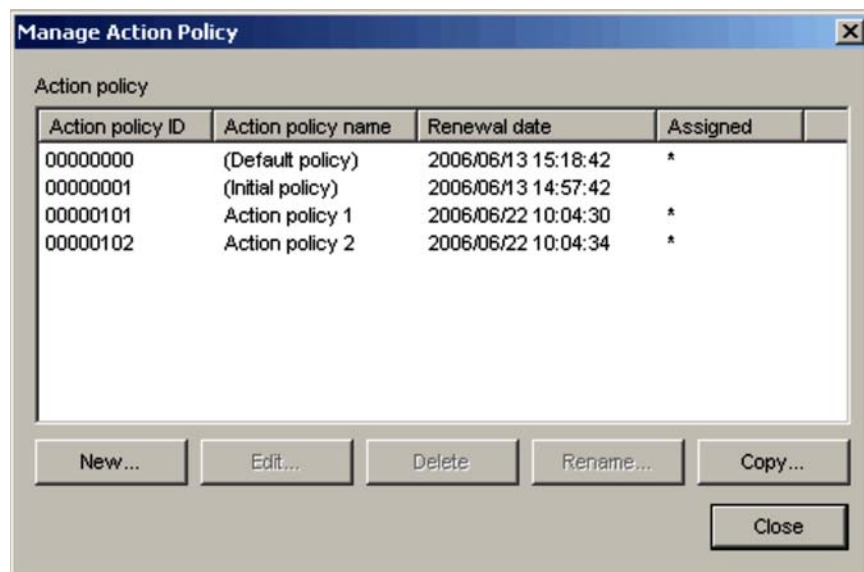 Manage Action Policy
Action policy
Action policy ID Action policy name Renewal date Assigned
00000000 (Default policy) 2006/06/13 15:18:42 *
00000001 (Initial policy) 2006/06/13 14:57:42
00000101 Action policy 1 2006/06/22 10:04:30 *
00000102 Action policy 2 2006/06/22 10:04:34 *
New... Edit... Delete Rename... Copy...
Close